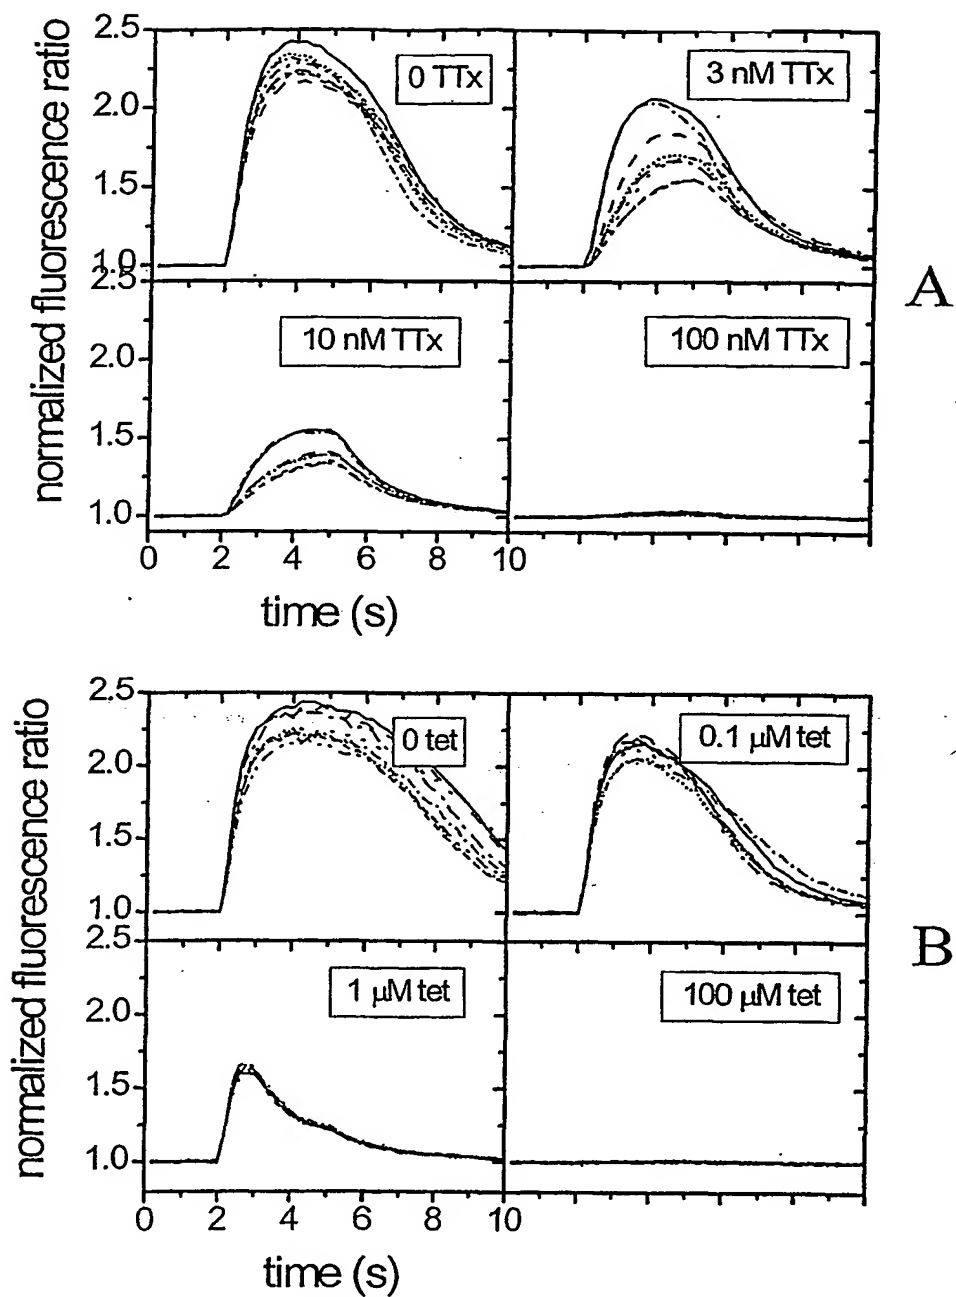 normalized fluorescence ratio
2.5
2.0
1.5
1.0
0 TTx
3 nM TTx
A
2.5
2.0
1.5
1.0
10 nM TTx
100 nM TTx
0 2 4 6 8 10
time (s)
normalized fluorescence ratio
2.5
2.0
1.5
1.0
0 tet
0.1 μM tet
B
2.5
2.0
1.5
1.0
1 μM tet
100 μM tet
0 2 4 6 8 10
time (s)